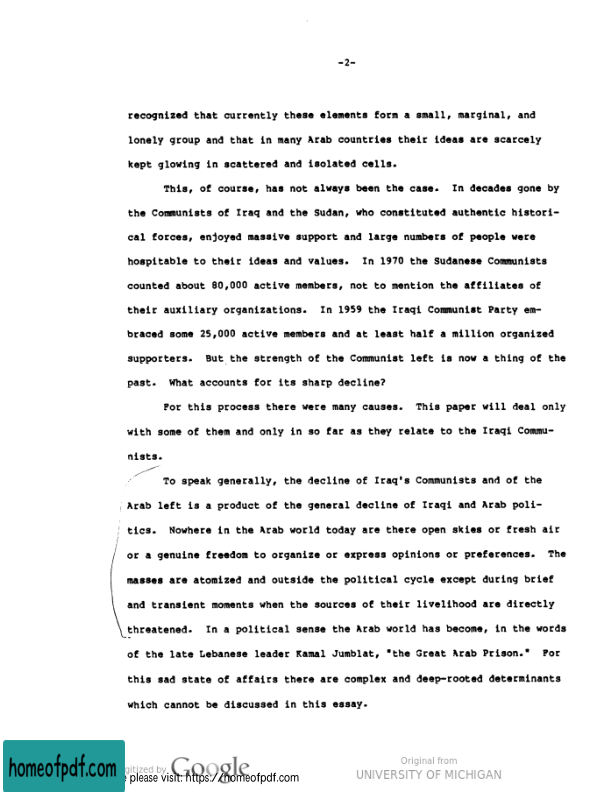 -2-
recognized that currently these elements form a small, marginal, and
lonely group and that in many Arab countries their ideas are scarcely
kept glowing in scattered and isolated cells.
This, of course, has not always been the case. In decades gone by
the Communists of Iraq and the Sudan, who constituted authentic histori-
cal forces, enjoyed massive support and large numbers of people were
hospitable to their ideas and values. In 1970 the Sudanese Communists
counted about 80,000 active members, not to mention the affiliates of
their auxiliary organizations. In 1959 the Iraqi Communist Party em-
braced some 25,000 active members and at least half a million organized
supporters. But the strength of the Communist left is now a thing of the
past. What accounts for its sharp decline?
For this process there were many causes. This paper will deal only
with some of them and only in so far as they relate to the Iraqi Commu-
nists.
To speak generally, the decline of Iraq's Communists and of the
Arab left is a product of the general decline of Iraqi and Arab poli-
tics. Nowhere in the Arab world today are there open skies or fresh air
or a genuine freedom to organize or express opinions or preferences. The
masses are atomized and outside the political cycle except during brief
and transient moments when the sources of their livelihood are directly
threatened. In a political sense the Arab world has become, in the words
of the late Lebanese leader Kamal Jumblat, "the Great Arab Prison." For
this sad state of affairs there are complex and deep-rooted determinants
which cannot be discussed in this essay.
homeofpdf.com
gitized by Google
e please visit: https://homeofpdf.com
Original from
UNIVERSITY OF MICHIGAN